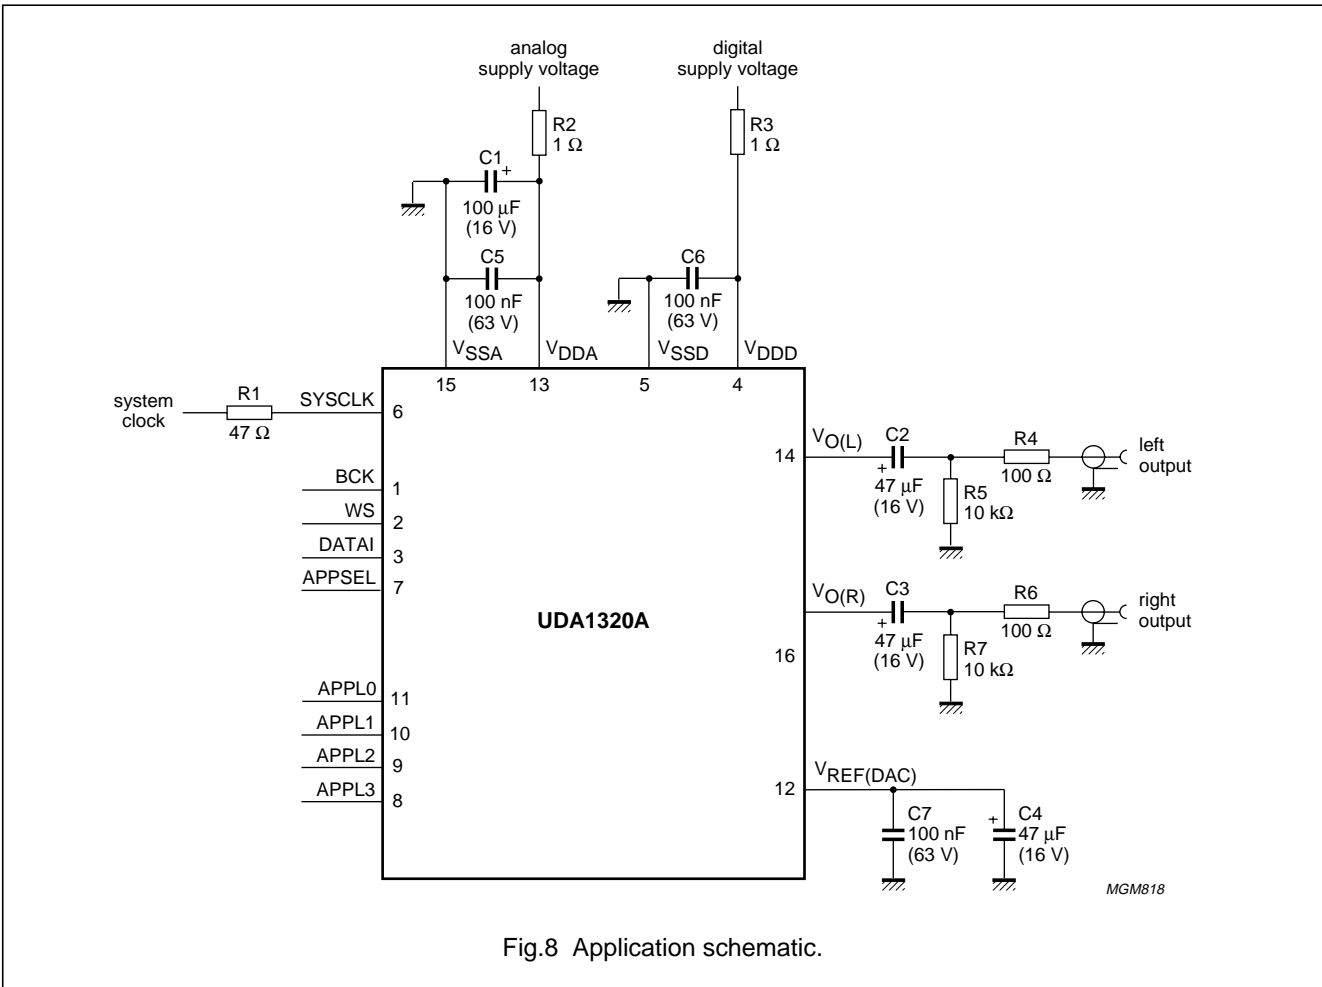 analog
supply voltage
digital
supply voltage
R2
1 Ω
R3
1 Ω
C1
+
100 μF
(16 V)
C5
100 nF
(63 V)
C6
100 nF
(63 V)
VSSA
VDDA
VSSD
VDDD
15
13
5
4
system
clock
R1
47 Ω
SYSCLK
6
BCK
1
WS
2
DATAI
3
APPSEL
7
APPL0
11
APPL1
10
APPL2
9
APPL3
8
UDA1320A
14
VO(L)
C2
+
47 μF
(16 V)
R5
10 kΩ
R4
100 Ω
left
output
VO(R)
16
C3
+
47 μF
(16 V)
R7
10 kΩ
R6
100 Ω
right
output
12
VREF(DAC)
C7
100 nF
(63 V)
+
C4
47 μF
(16 V)
MGM818
Fig.8 Application schematic.